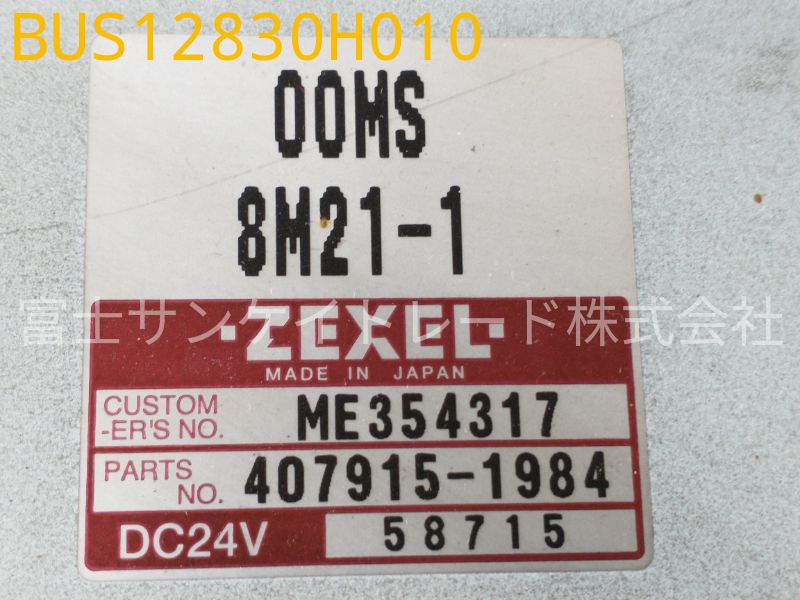 BUS12830H010
00MS
8M21-1
富士サンケイトレード株式会社
ZEXEL
MADE IN JAPAN
CUSTOM
-ER'S NO. ME354317
PARTS
NO. 407915-1984
DC24V 58715